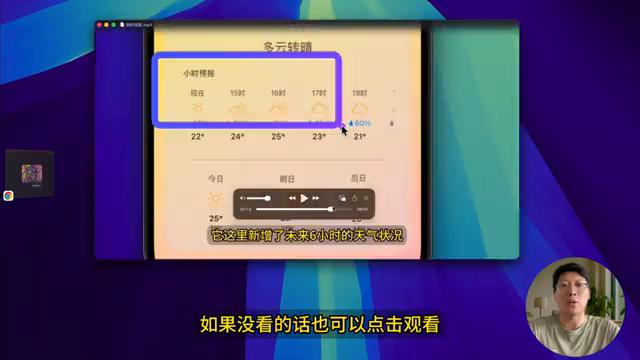 多云转晴
小时预报
现在 15时 16时 17时 18时
60%
22° 24° 25° 23° 21°
今日 明日 后日
25°
它这里新增了未来6小时的天气状况
如果没看的话也可以点击观看